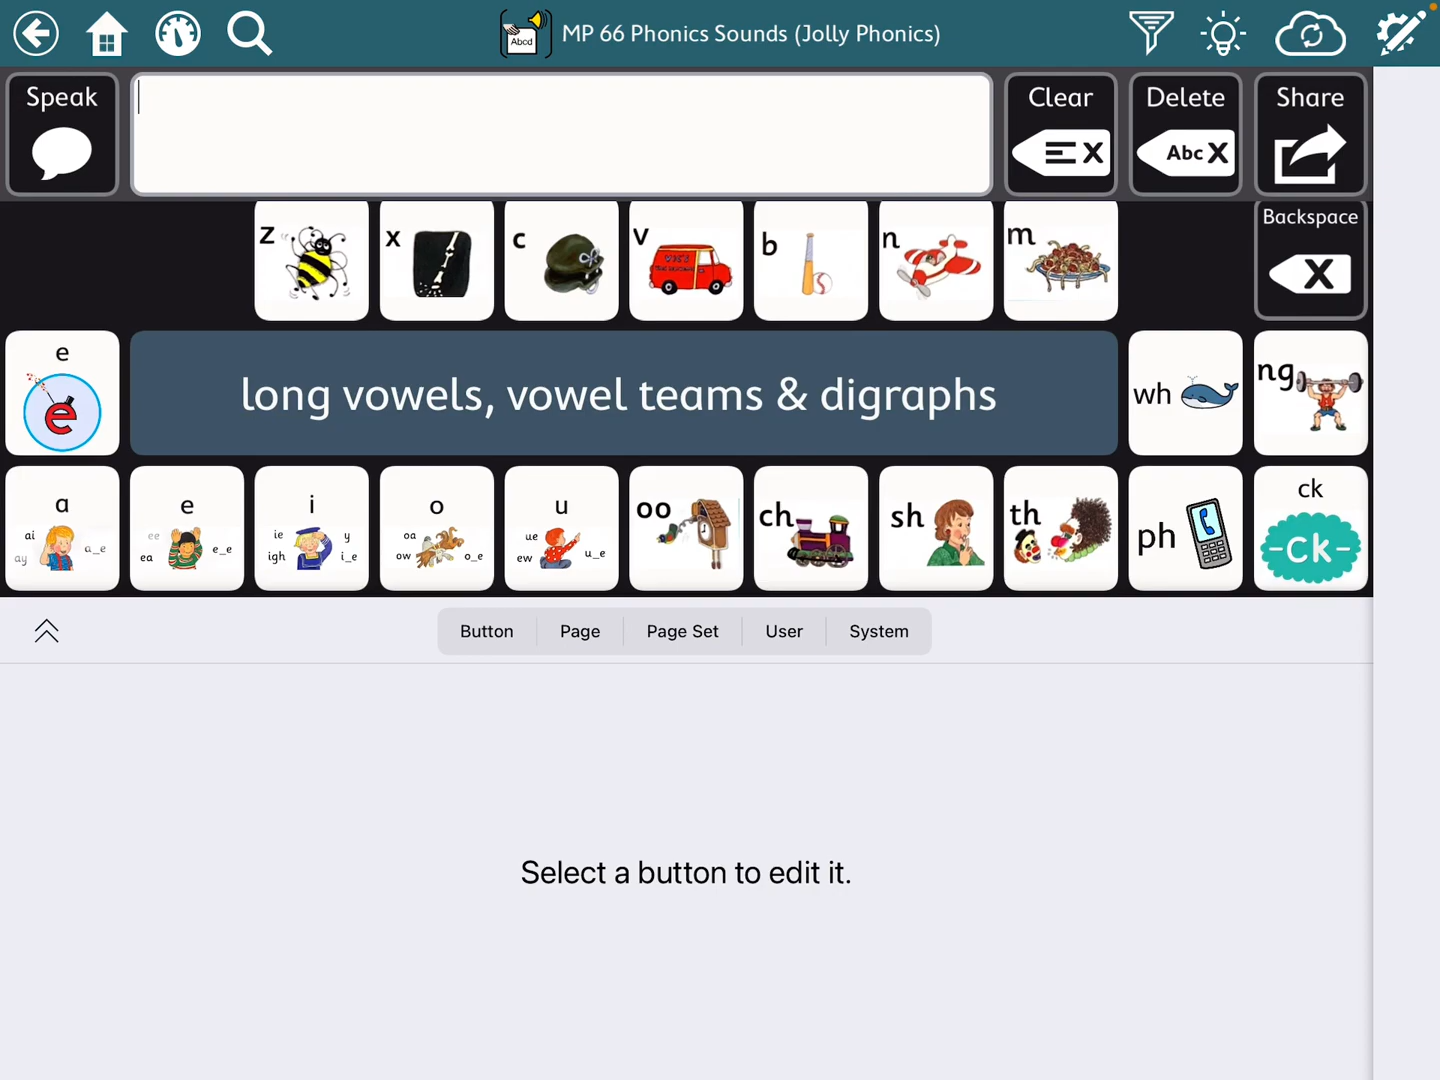 Abcd
MP 66 Phonics Sounds (Jolly Phonics)
Speak
Clear
Delete
Abc X
Share
z
x
c
v
b
n
m
Backspace
X
e
e
long vowels, vowel teams & digraphs
wh
ng
a
ai
ay
a_e
e
ee
ea
e_e
i
ie
igh
y
i_e
o
oa
ow
o_e
u
ue
ew
u_e
oo
ch
sh
th
ph
ck
-ck-
Button
Page
Page Set
User
System
Select a button to edit it.